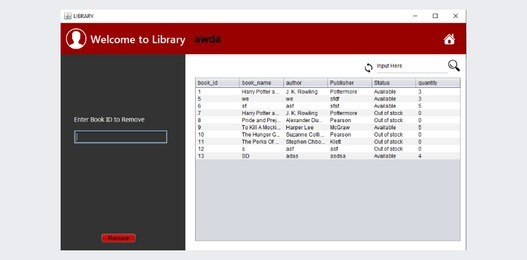 LIBRARY
Welcome to Library awda
Input Here
Enter Book ID to Remove
Remove
book_id book_name author Publisher Status quantity
1 Harry Potter a... J. K. Rowling Pottermore Available 3
5 we we sfdf Available 3
6 sf asf sfsf Available 5
7 Harry Potter a... J. K. Rowling Pottermore Out of stock 0
8 Pride and Prej... Alexander Du... Pearson Out of stock 0
9 To Kill A Mocki... Harper Lee McGraw Available 5
10 The Hunger G... Suzanne Colli... Pearson Out of stock 0
11 The Perks Of... Stephen Chbo... Klett Out of stock 0
12 s asf asf Out of stock 0
13 SD adas asdsa Available 4